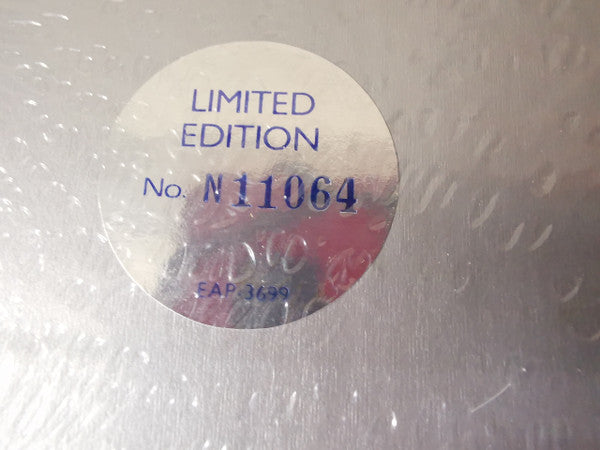 LIMITED
EDITION
No. N11064
EAP-3699